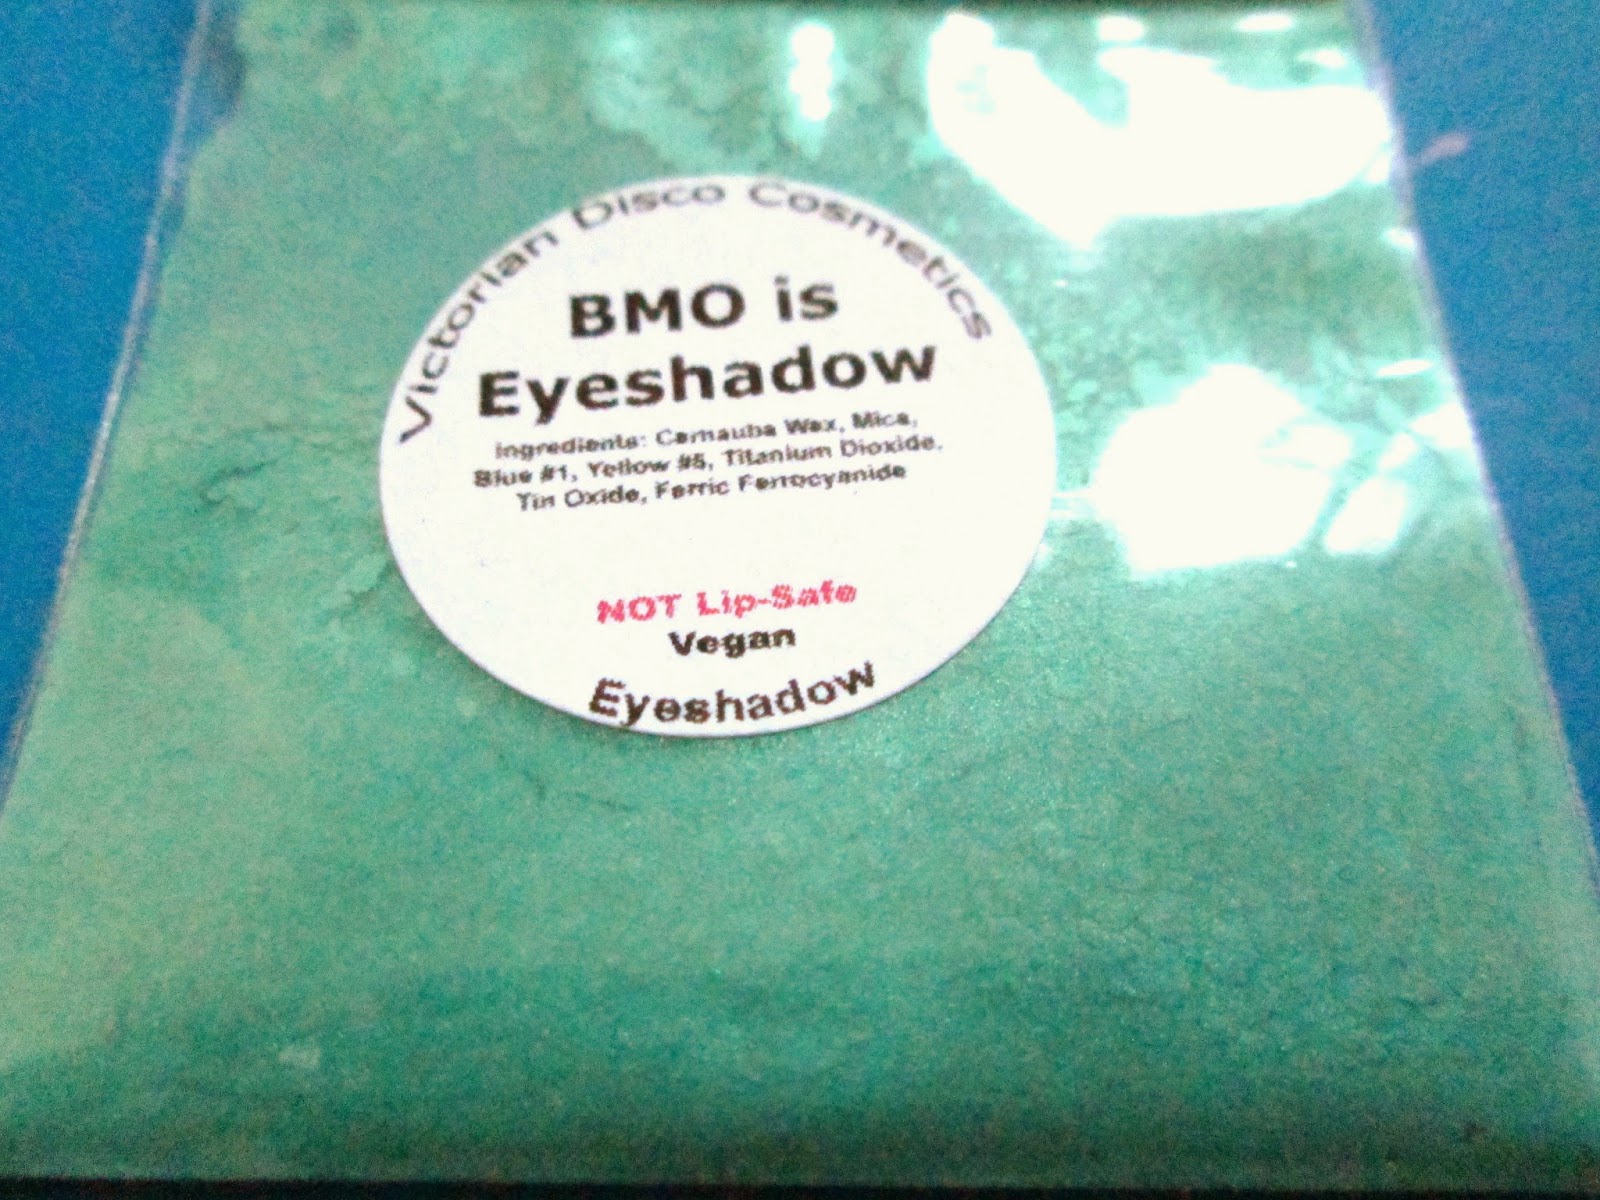 Victorian Disco Cosmetics
BMO is
Eyeshadow
Ingredients: Carnauba Wax, Mica,
Blue #1, Yellow #5, Titanium Dioxide,
Tin Oxide, Ferric Ferrocyanide
NOT Lip-Safe
Vegan
Eyeshadow